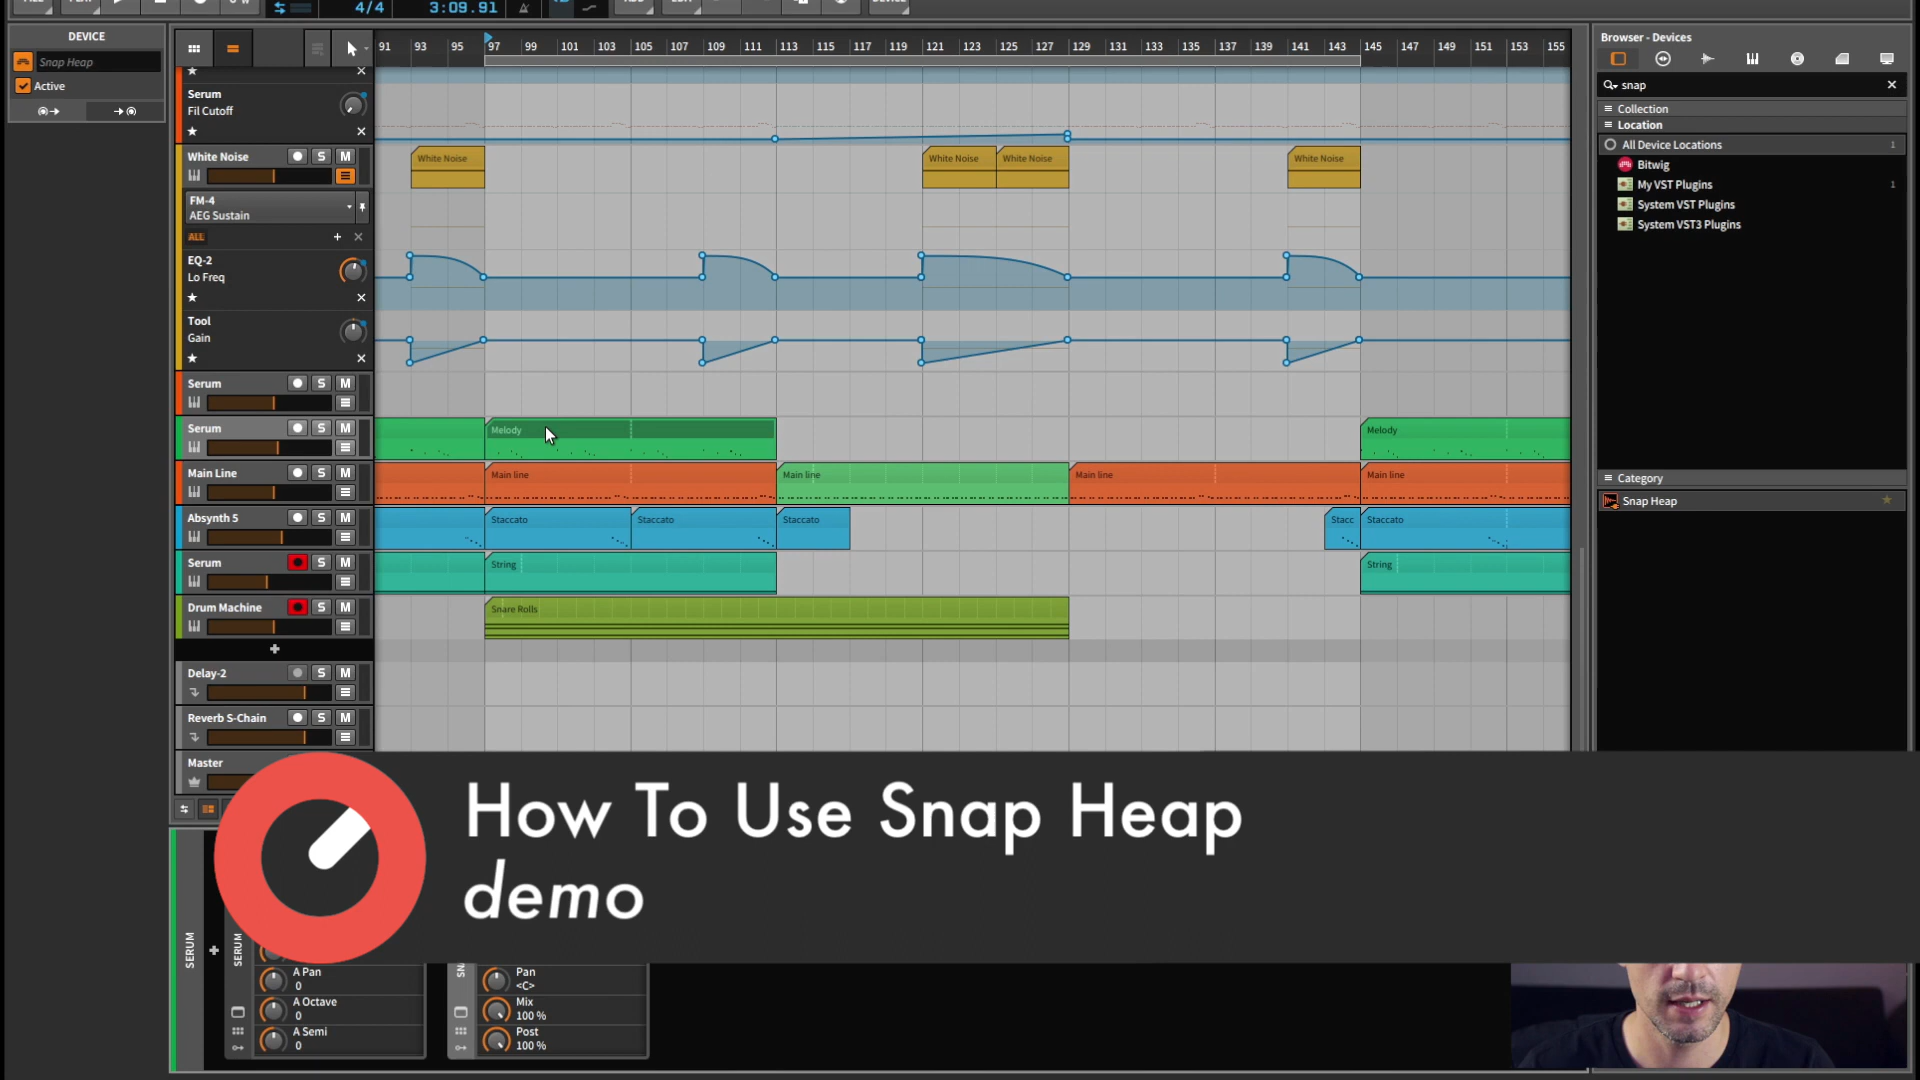 4/4
3:09.91
DEVICE
Snap Heap
Active
91 93 95 97 99 101 103 105 107 109 111 113 115 117 119 121 123 125 127 129 131 133 135 137 139 141 143 145 147 149 151 153 155
Serum
Fil Cutoff
White Noise S M
White Noise White Noise White Noise White Noise
FM-4
AEG Sustain
ALL
EQ-2
Lo Freq
Tool
Gain
Serum S M
Serum S M
Melody Melody
Main Line S M
Main line Main line Main line Main line
Absynth 5 S M
Staccato Staccato Staccato Stacc Staccato
Serum S M
String String
Drum Machine S M
Snare Rolls
Delay-2 S M
Reverb S-Chain S M
Master
Browser - Devices
snap
Collection
Location
All Device Locations 1
Bitwig
My VST Plugins 1
System VST Plugins
System VST3 Plugins
Category
Snap Heap
How To Use Snap Heap
demo
SERUM
SERUM
A Pan
0
A Octave
0
A Semi
0
Pan
<C>
Mix
100 %
Post
100 %